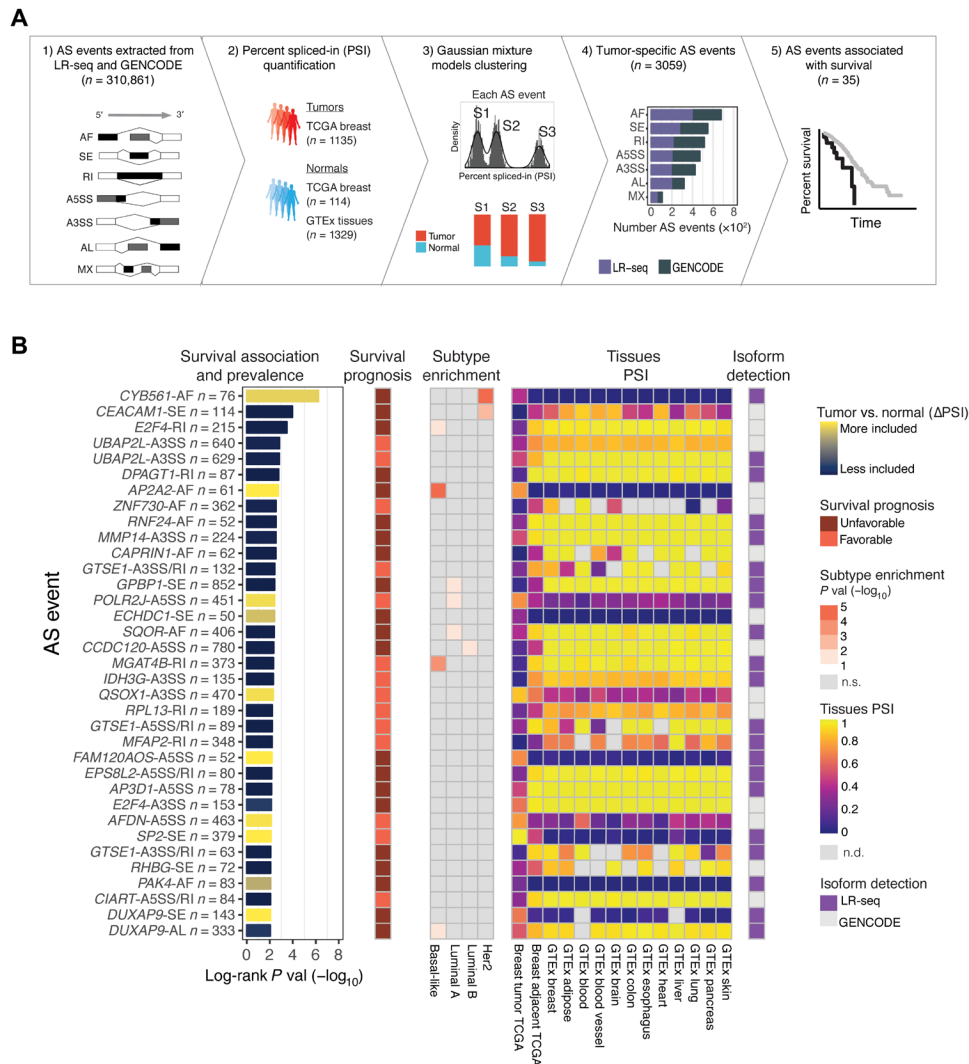 A
1) AS events extracted from
LR-seq and GENCODE
(n = 310,861)
5′ 3′
AF
SE
RI
A5SS
A3SS
AL
MX
2) Percent spliced-in (PSI)
quantification
Tumors
TCGA breast
(n = 1135)
Normals
TCGA breast
(n = 114)
GTEx tissues
(n = 1329)
3) Gaussian mixture
models clustering
Each AS event
S1
S2
S3
Density
Percent spliced-in (PSI)
S1 S2 S3
Tumor
Normal
4) Tumor-specific AS events
(n = 3059)
AF
SE
RI
A5SS
A3SS
AL
MX
0 2 4 6 8
Number AS events (×10²)
LR−seq GENCODE
5) AS events associated
with survival
(n = 35)
Percent survival
Time
B
Survival association
and prevalence
Survival
prognosis
Subtype
enrichment
Tissues
PSI
Isoform
detection
AS event
CYB561-AF n = 76
CEACAM1-SE n = 114
E2F4-RI n = 215
UBAP2L-A3SS n = 640
UBAP2L-A3SS n = 629
DPAGT1-RI n = 87
AP2A2-AF n = 61
ZNF730-AF n = 362
RNF24-AF n = 52
MMP14-A3SS n = 224
CAPRIN1-AF n = 62
GTSE1-A3SS/RI n = 132
GPBP1-SE n = 852
POLR2J-A5SS n = 451
ECHDC1-SE n = 50
SQOR-AF n = 406
CCDC120-A5SS n = 780
MGAT4B-RI n = 373
IDH3G-A3SS n = 135
QSOX1-A3SS n = 470
RPL13-RI n = 189
GTSE1-A5SS/RI n = 89
MFAP2-RI n = 348
FAM120AOS-A5SS n = 52
EPS8L2-A5SS/RI n = 80
AP3D1-A5SS n = 78
E2F4-A3SS n = 153
AFDN-A5SS n = 463
SP2-SE n = 379
GTSE1-A3SS/RI n = 63
RHBG-SE n = 72
PAK4-AF n = 83
CIART-A5SS/RI n = 84
DUXAP9-SE n = 143
DUXAP9-AL n = 333
0 2 4 6 8
Log-rank P val (−log₁₀)
Basal-like
Luminal A
Luminal B
Her2
Breast tumor TCGA
Breast adjacent TCGA
GTEx breast
GTEx adipose
GTEx blood
GTEx blood vessel
GTEx brain
GTEx colon
GTEx esophagus
GTEx heart
GTEx liver
GTEx lung
GTEx pancreas
GTEx skin
Tumor vs. normal (ΔPSI)
More included
Less included
Survival prognosis
Unfavorable
Favorable
Subtype enrichment
P val (−log₁₀)
5
4
3
2
1
n.s.
Tissues PSI
1
0.8
0.6
0.4
0.2
0
n.d.
Isoform detection
LR−seq
GENCODE